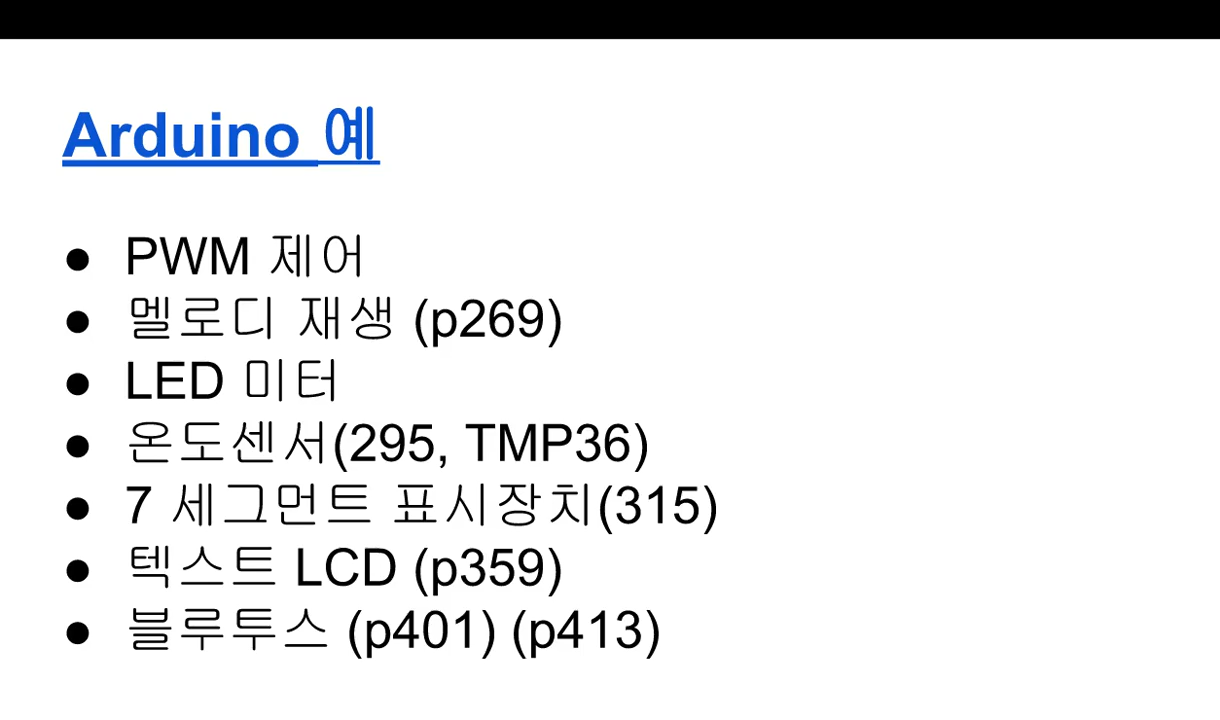 Arduino 예
● PWM 제어
● 멜로디 재생 (p269)
● LED 미터
● 온도센서(295, TMP36)
● 7 세그먼트 표시장치(315)
● 텍스트 LCD (p359)
● 블루투스 (p401) (p413)